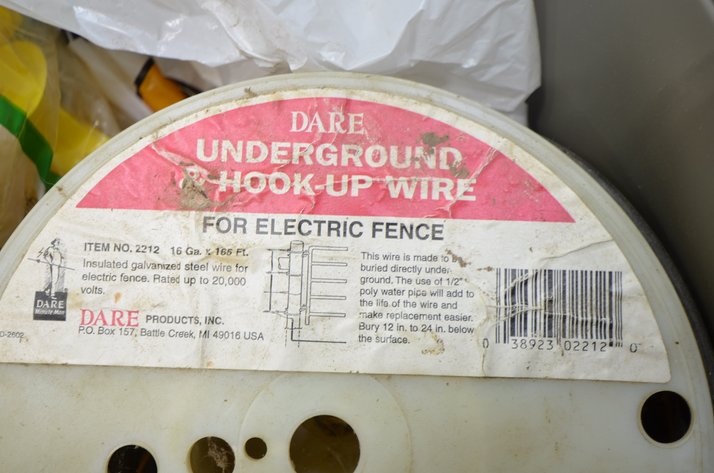 DARE
UNDERGROUND
& HOOK-UP WIRE
FOR ELECTRIC FENCE
ITEM NO. 2212 16 Ga. x 165 Ft.
Insulated galvanized steel wire for
electric fence. Rated up to 20,000
volts.
This wire is made to be
buried directly under
ground. The use of 1/2"
poly water pipe will add to
the life of the wire and
make replacement easier.
Bury 12 in. to 24 in. below
the surface.
DARE
Minute Man
DARE PRODUCTS, INC.
P.O. Box 157, Battle Creek, MI 49016 USA
D-2602
0 38923 02212 0